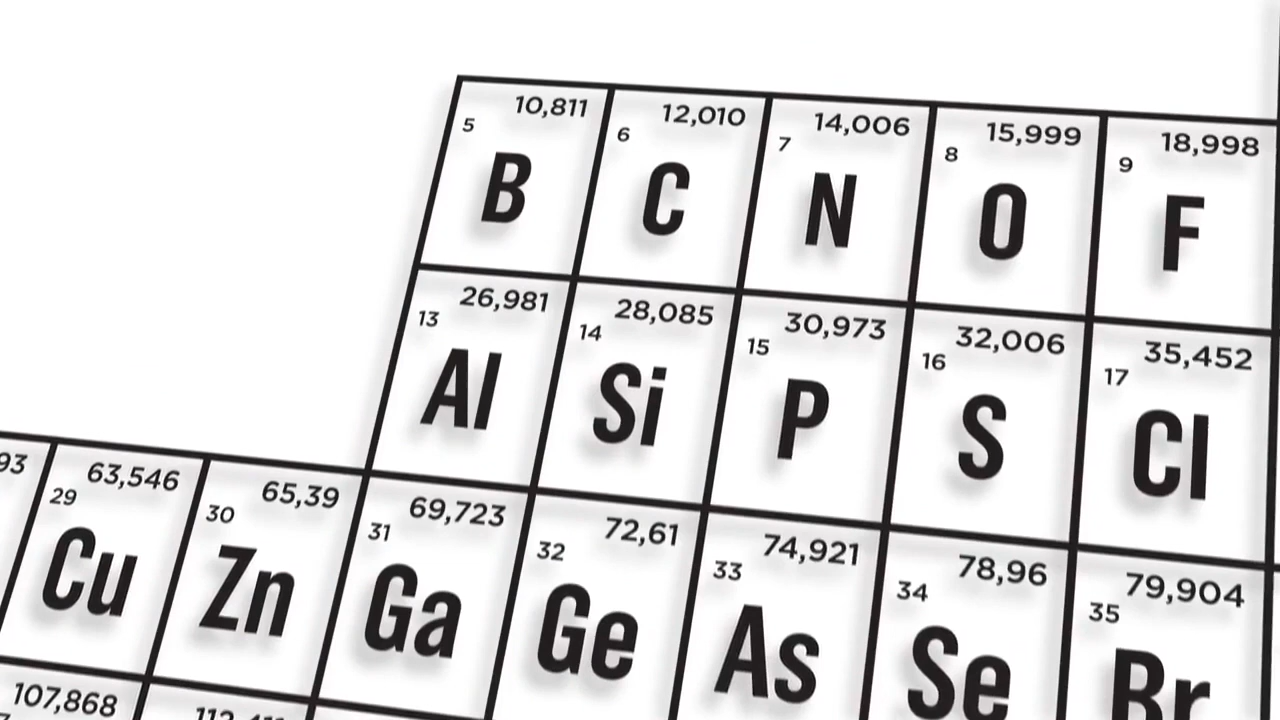 10,811
5
B
12,010
6
C
14,006
7
N
15,999
8
O
18,998
9
F
26,981
13
Al
28,085
14
Si
30,973
15
P
32,006
16
S
35,452
17
Cl
93
63,546
29
Cu
65,39
30
Zn
69,723
31
Ga
72,61
32
Ge
74,921
33
As
78,96
34
Se
79,904
35
Br
107,868